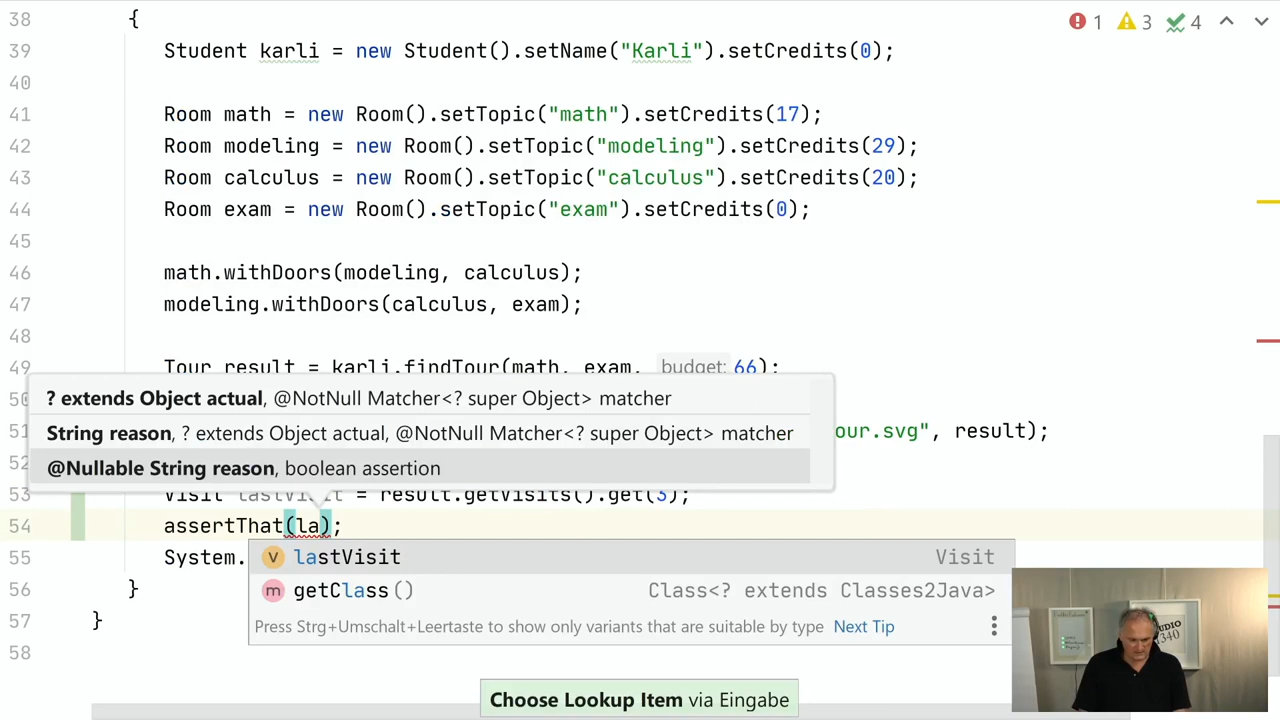 38 {
1 3 4
39 Student karli = new Student().setName("Karli").setCredits(0);
40
41 Room math = new Room().setTopic("math").setCredits(17);
42 Room modeling = new Room().setTopic("modeling").setCredits(29);
43 Room calculus = new Room().setTopic("calculus").setCredits(20);
44 Room exam = new Room().setTopic("exam").setCredits(0);
45
46 math.withDoors(modeling, calculus);
47 modeling.withDoors(calculus, exam);
48
49 Tour result = karli.findTour(math, exam, budget: 66);
? extends Object actual, @NotNull Matcher<? super Object> matcher
String reason, ? extends Object actual, @NotNull Matcher<? super Object> matcher
our.svg", result);
@Nullable String reason, boolean assertion
53 Visit lastVisit = result.getVisits().get(3);
54 assertThat(la);
55 System.
v lastVisit Visit
56 }
m getClass() Class<? extends Classes2Java>
57 }
Press Strg+Umschalt+Leertaste to show only variants that are suitable by type Next Tip
58
Choose Lookup Item via Eingabe